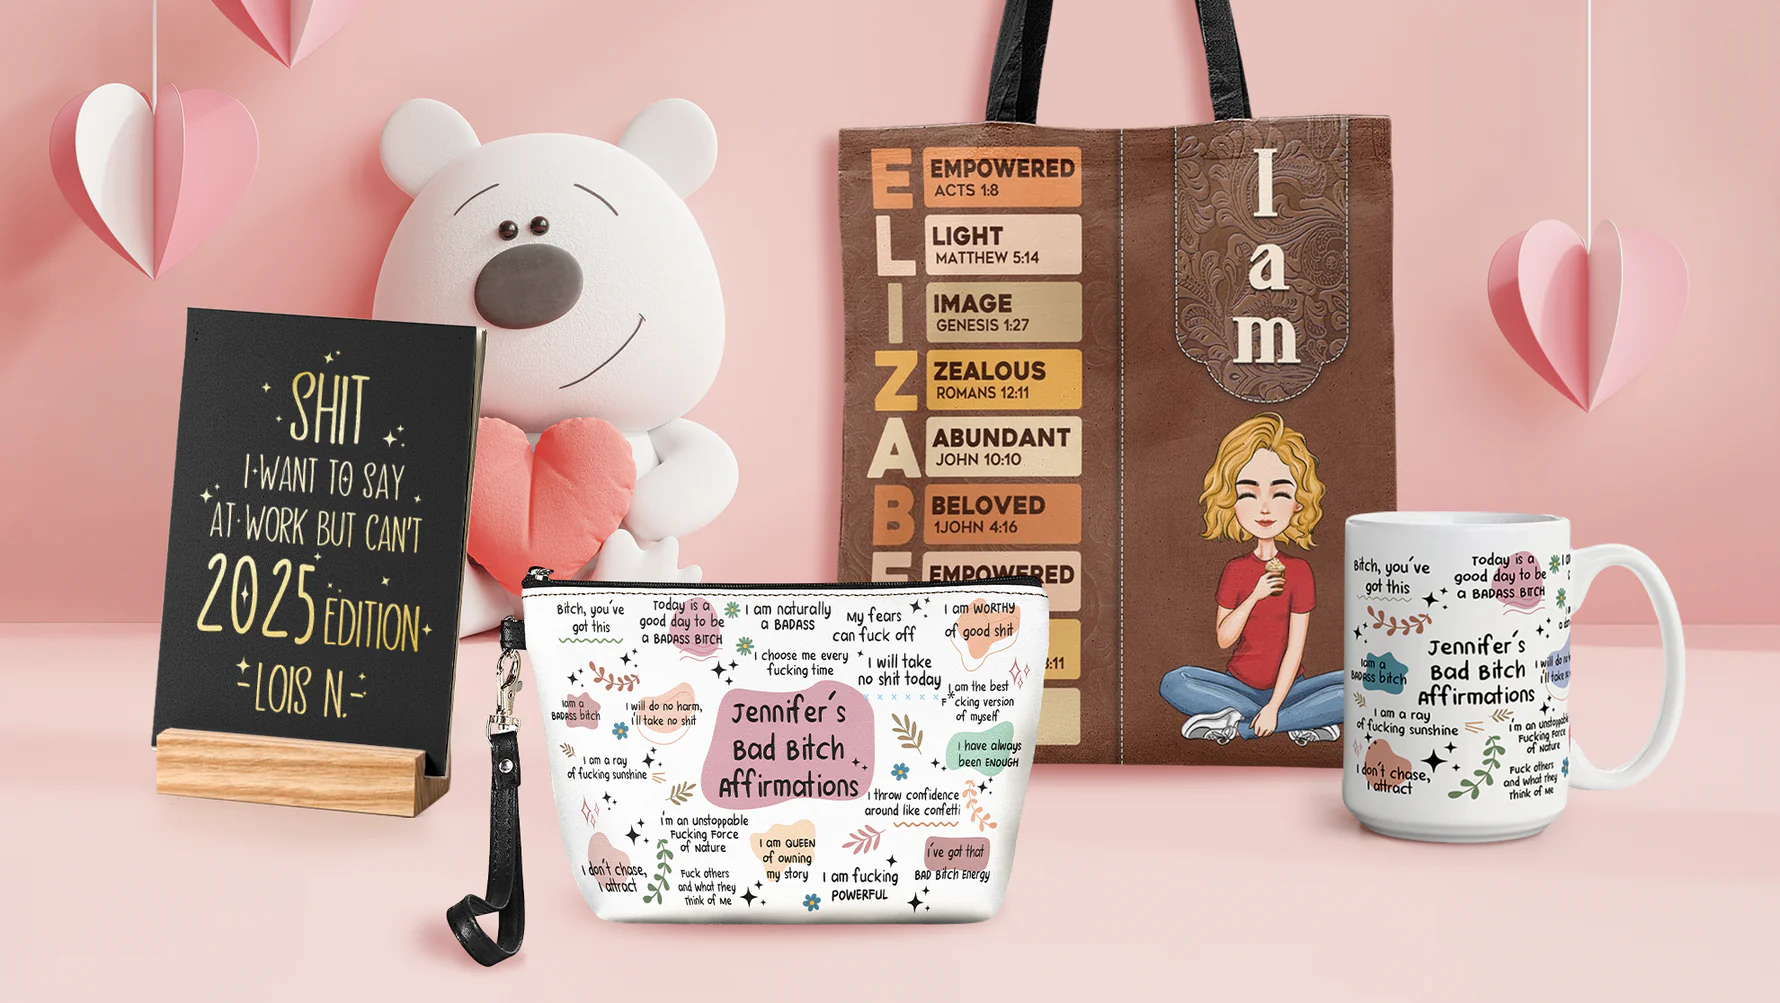 SHIT
I WANT TO SAY
AT WORK BUT CAN'T
2025 EDITION
-LOIS N.-
E
EMPOWERED
ACTS 1:8
L
LIGHT
MATTHEW 5:14
I
IMAGE
GENESIS 1:27
Z
ZEALOUS
ROMANS 12:11
A
ABUNDANT
JOHN 10:10
B
BELOVED
1JOHN 4:16
E
EMPOWERED
:11
I
a
m
Bitch, you've
got this
Today is a
good day to be
a BADASS BITCH
I am naturally
a BADASS
My fears
can fuck off
I am WORTHY
of good shit
I choose me every
fucking time
I will take
no shit today
I am the best
F*cking version
of myself
Iam a
BADASS bitch
I will do no harm,
I'll take no shit
Jennifer's
Bad Bitch
Affirmations
I have always
been ENOUGH
I am a ray
of fucking sunshine
I throw confidence
around like confetti
i'm an unstoppable
Fucking Force
of Nature
I am QUEEN
of owning
my story
i've got that
BAD Bitch Energy
I don't chase,
I attract
Fuck others
and what they
Think of Me
I am fucking
POWERFUL
Bitch, you've
got this
Today is a
good day to be
a BADASS BITCH
Iam a
BADASS bitch
Jennifer's
Bad Bitch
Affirmations
I will do no
I'll take
I am a ray
of fucking sunshine
i'm an unstoppable
Fucking Force
of Nature
I don't chase,
I attract
Fuck others
and what they
Think of Me